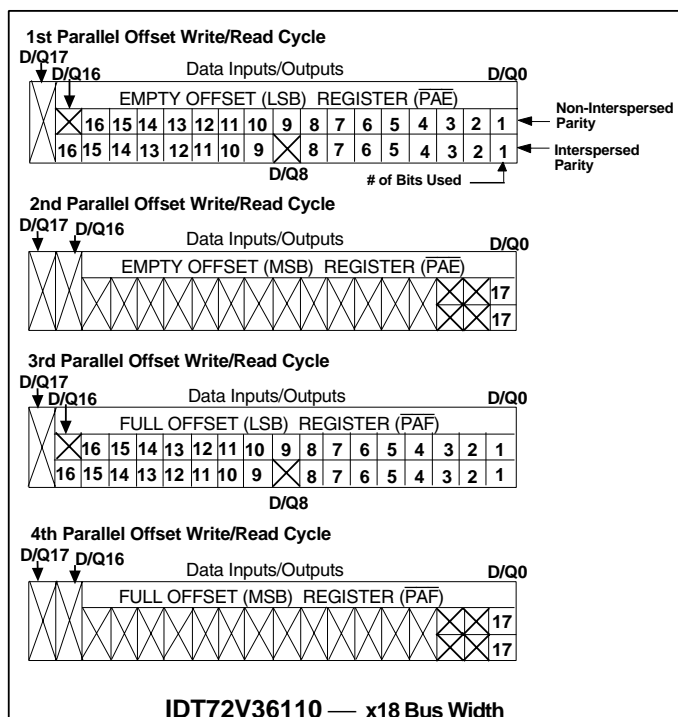 1st Parallel Offset Write/Read Cycle
D/Q17
D/Q16 Data Inputs/Outputs D/Q0
EMPTY OFFSET (LSB) REGISTER (PAE)
16 15 14 13 12 11 10 9 8 7 6 5 4 3 2 1 Non-Interspersed Parity
16 15 14 13 12 11 10 9 8 7 6 5 4 3 2 1 Interspersed Parity
D/Q8
# of Bits Used
2nd Parallel Offset Write/Read Cycle
D/Q17
D/Q16 Data Inputs/Outputs D/Q0
EMPTY OFFSET (MSB) REGISTER (PAE)
17
17
3rd Parallel Offset Write/Read Cycle
D/Q17
D/Q16 Data Inputs/Outputs D/Q0
FULL OFFSET (LSB) REGISTER (PAF)
16 15 14 13 12 11 10 9 8 7 6 5 4 3 2 1
16 15 14 13 12 11 10 9 8 7 6 5 4 3 2 1
D/Q8
4th Parallel Offset Write/Read Cycle
D/Q17
D/Q16 Data Inputs/Outputs D/Q0
FULL OFFSET (MSB) REGISTER (PAF)
17
17
IDT72V36110 — x18 Bus Width